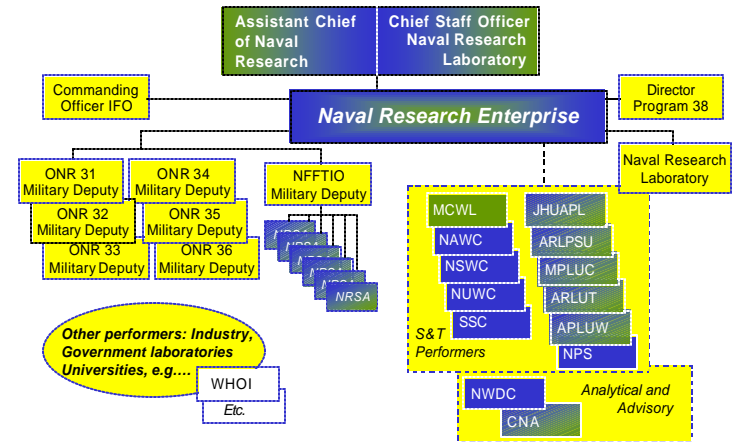 Assistant Chief
of Naval
Research
Chief Staff Officer
Naval Research
Laboratory
Commanding
Officer IFO
Naval Research Enterprise
Director
Program 38
Naval Research
Laboratory
ONR 31
Military Deputy
ONR 34
Military Deputy
ONR 32
Military Deputy
ONR 35
Military Deputy
ONR 33
Military Deputy
ONR 36
Military Deputy
NFFTIO
Military Deputy
NRSA
MCWL
NAWC
NSWC
NUWC
SSC
JHUAPL
ARLPSU
MPLUC
ARLUT
APLUW
NPS
S&T
Performers
Other performers: Industry,
Government laboratories
Universities, e.g....
WHOI
Etc.
NWDC
CNA
Analytical and
Advisory